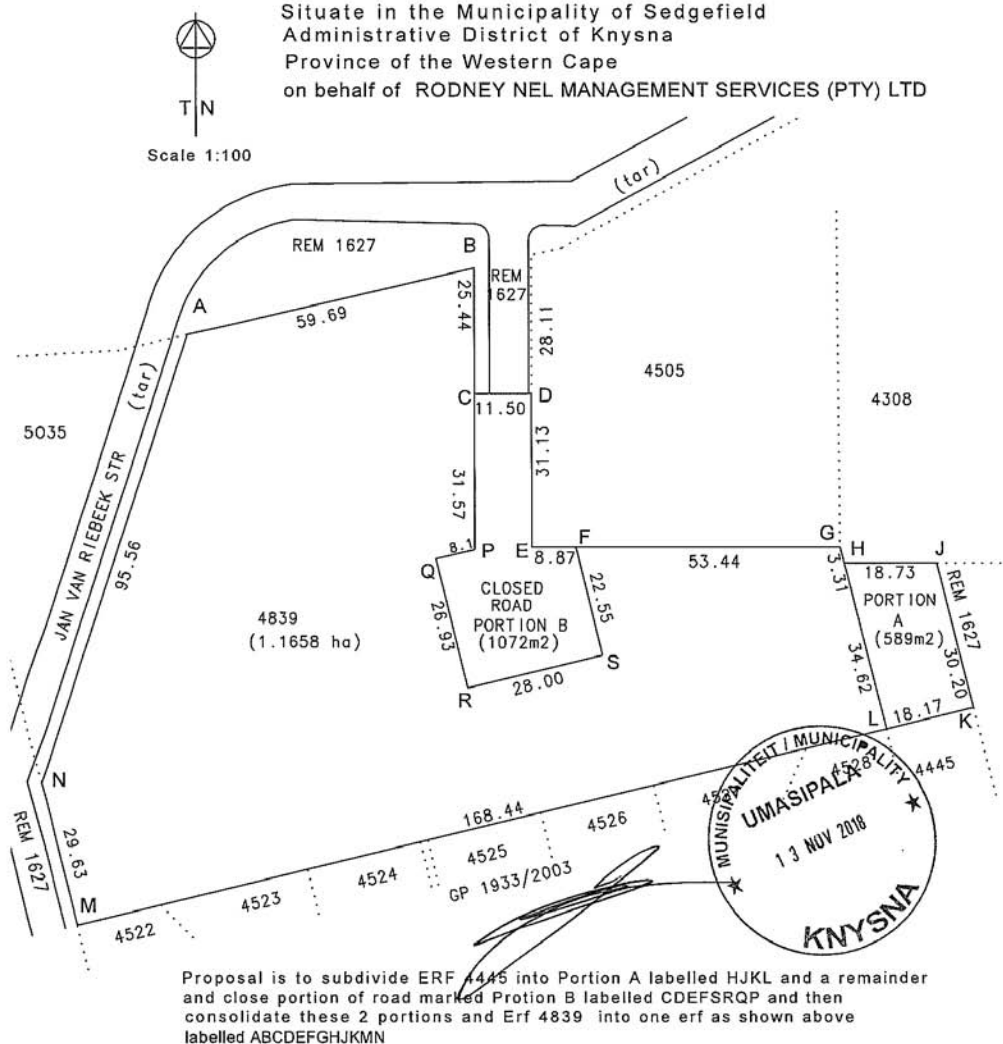 Situate in the Municipality of Sedgefield
Administrative District of Knysna
Province of the Western Cape
on behalf of RODNEY NEL MANAGEMENT SERVICES (PTY) LTD
T N
Scale 1:100
(tar)
REM 1627
B
REM
1627
A
59.69
25.44
28.11
(tar)
4505
4308
C
D
11.50
5035
JAN VAN RIEBEEK STR
95.56
31.57
31.13
P
E
F
G
H
J
8.1
8.87
53.44
3.31
18.73
Q
CLOSED
ROAD
PORTION B
(1072m2)
22.55
PORTION
A
(589m2)
REM 1627
4839
(1.1658 ha)
26.93
34.62
30.20
R
28.00
S
L
18.17
K
N
29.63
REM 1627
M
168.44
4522
4523
4524
4525
4526
4528
4445
GP 1933/2003
MUNISIPALITEIT / MUNICIPALITY
UMASIPALA
13 NOV 2018
KNYSNA
Proposal is to subdivide ERF 4445 into Portion A labelled HJKL and a remainder
and close portion of road marked Protion B labelled CDEFSRQP and then
consolidate these 2 portions and Erf 4839 into one erf as shown above
labelled ABCDEFGHJKMN